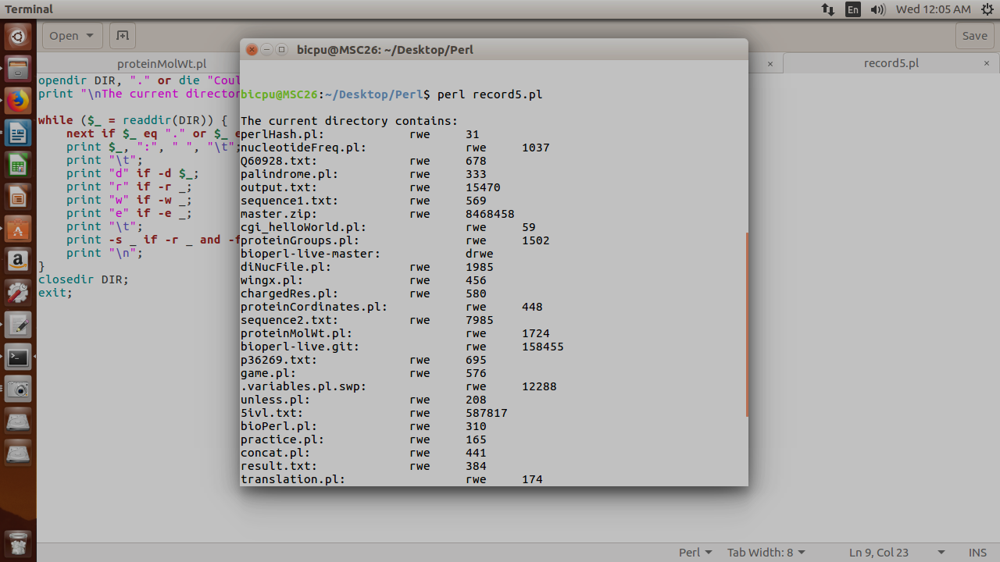 Terminal
En
Wed 12:05 AM
Open
Save
proteinMolWt.pl
×
record5.pl
×
opendir DIR, "." or die "Coul
print "\nThe current director
while ($_ = readdir(DIR)) {
next if $_ eq "." or $_ e
print $_, ":", " ", "\t";
print "\t";
print "d" if -d $_;
print "r" if -r _;
print "w" if -w _;
print "e" if -e _;
print "\t";
print -s _ if -r _ and -f
print "\n";
}
closedir DIR;
exit;
bicpu@MSC26: ~/Desktop/Perl
bicpu@MSC26:~/Desktop/Perl$ perl record5.pl
The current directory contains:
perlHash.pl: rwe 31
nucleotideFreq.pl: rwe 1037
Q60928.txt: rwe 678
palindrome.pl: rwe 333
output.txt: rwe 15470
sequence1.txt: rwe 569
master.zip: rwe 8468458
cgi_helloWorld.pl: rwe 59
proteinGroups.pl: rwe 1502
bioperl-live-master: drwe
diNucFile.pl: rwe 1985
wingx.pl: rwe 456
chargedRes.pl: rwe 580
proteinCordinates.pl: rwe 448
sequence2.txt: rwe 7985
proteinMolWt.pl: rwe 1724
bioperl-live.git: rwe 158455
p36269.txt: rwe 695
game.pl: rwe 576
.variables.pl.swp: rwe 12288
unless.pl: rwe 208
5ivl.txt: rwe 587817
bioPerl.pl: rwe 310
practice.pl: rwe 165
concat.pl: rwe 441
result.txt: rwe 384
translation.pl: rwe 174
Perl
Tab Width: 8
Ln 9, Col 23
INS